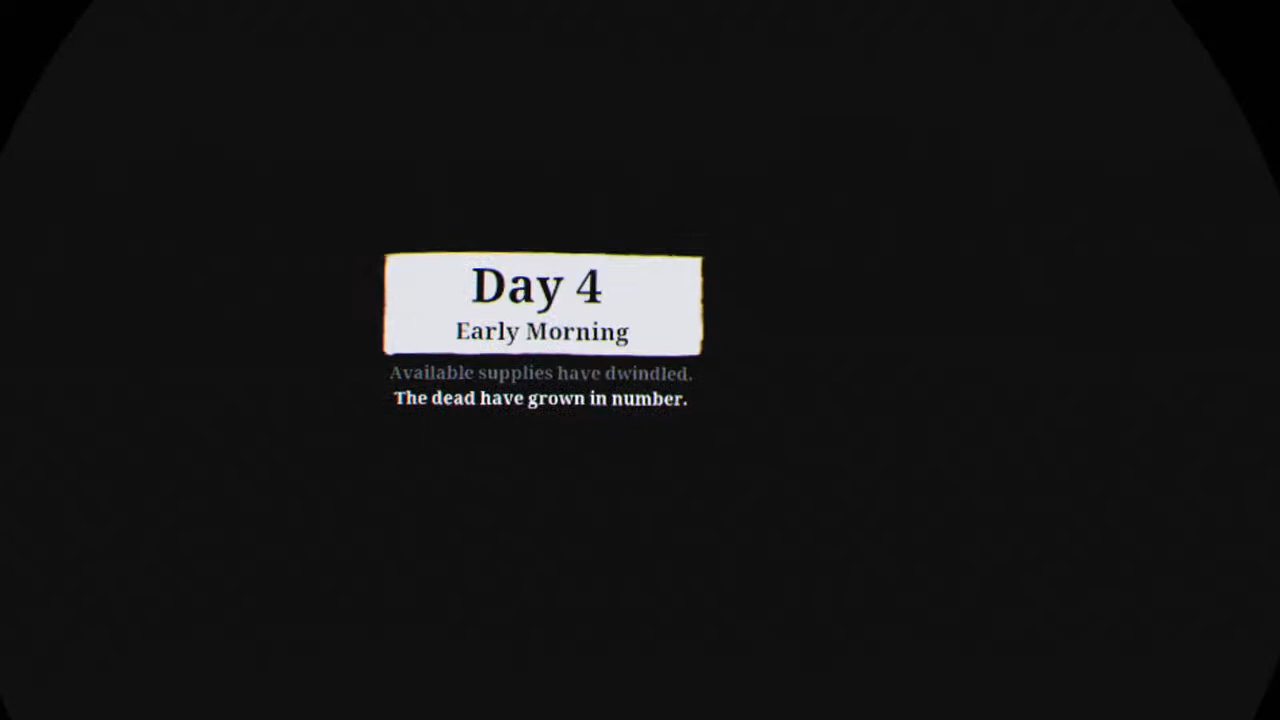 Day 4
Early Morning
Available supplies have dwindled.
The dead have grown in number.